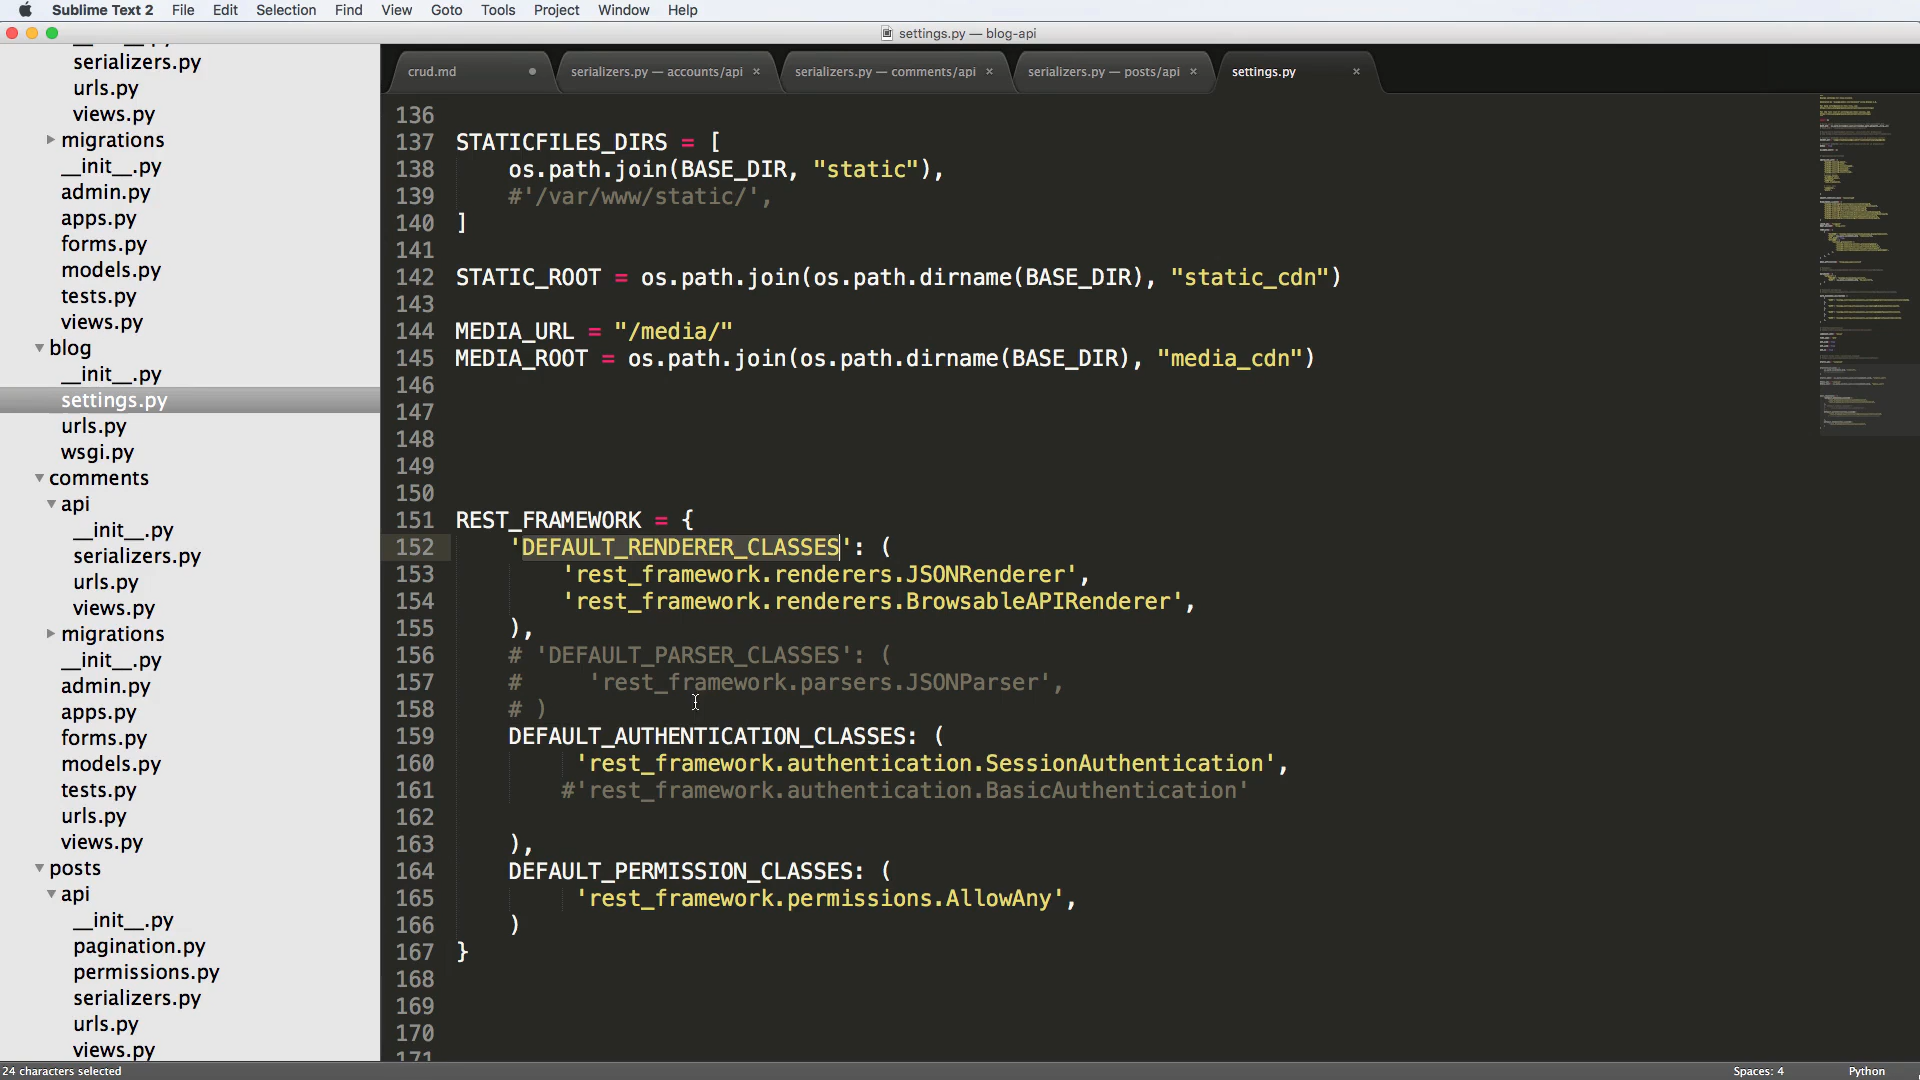 Sublime Text 2 File Edit Selection Find View Goto Tools Project Window Help
settings.py — blog-api
crud.md
serializers.py — accounts/api ×
serializers.py — comments/api ×
serializers.py — posts/api ×
settings.py ×
serializers.py
urls.py
views.py
migrations
__init__.py
admin.py
apps.py
forms.py
models.py
tests.py
views.py
blog
__init__.py
settings.py
urls.py
wsgi.py
comments
api
__init__.py
serializers.py
urls.py
views.py
migrations
__init__.py
admin.py
apps.py
forms.py
models.py
tests.py
urls.py
views.py
posts
api
__init__.py
pagination.py
permissions.py
serializers.py
urls.py
views.py
136
137 STATICFILES_DIRS = [
138     os.path.join(BASE_DIR, "static"),
139     #'/var/www/static/',
140 ]
141
142 STATIC_ROOT = os.path.join(os.path.dirname(BASE_DIR), "static_cdn")
143
144 MEDIA_URL = "/media/"
145 MEDIA_ROOT = os.path.join(os.path.dirname(BASE_DIR), "media_cdn")
146
147
148
149
150
151 REST_FRAMEWORK = {
152     'DEFAULT_RENDERER_CLASSES': (
153         'rest_framework.renderers.JSONRenderer',
154         'rest_framework.renderers.BrowsableAPIRenderer',
155     ),
156     # 'DEFAULT_PARSER_CLASSES': (
157     #     'rest_framework.parsers.JSONParser',
158     # )
159     DEFAULT_AUTHENTICATION_CLASSES: (
160          'rest_framework.authentication.SessionAuthentication',
161         #'rest_framework.authentication.BasicAuthentication'
162
163     ),
164     DEFAULT_PERMISSION_CLASSES: (
165          'rest_framework.permissions.AllowAny',
166     )
167 }
168
169
170
171
24 characters selected
Spaces: 4
Python